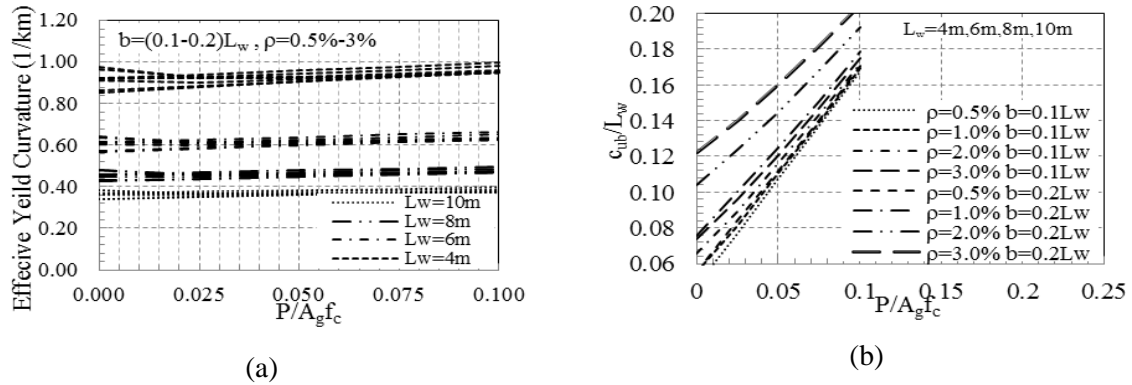 Effecive Yeild Curvature (1/km)
1.20
1.00
0.80
0.60
0.40
0.20
0.00
b=(0.1-0.2)Lw , ρ=0.5%-3%
Lw=10m
Lw=8m
Lw=6m
Lw=4m
0.000 0.025 0.050 0.075 0.100
P/Agfc
(a)
cub/Lw
0.20
0.18
0.16
0.14
0.12
0.10
0.08
0.06
Lw=4m,6m,8m,10m
ρ=0.5% b=0.1Lw
ρ=1.0% b=0.1Lw
ρ=2.0% b=0.1Lw
ρ=3.0% b=0.1Lw
ρ=0.5% b=0.2Lw
ρ=1.0% b=0.2Lw
ρ=2.0% b=0.2Lw
ρ=3.0% b=0.2Lw
0 0.05 0.1 0.15 0.2 0.25
P/Agfc
(b)